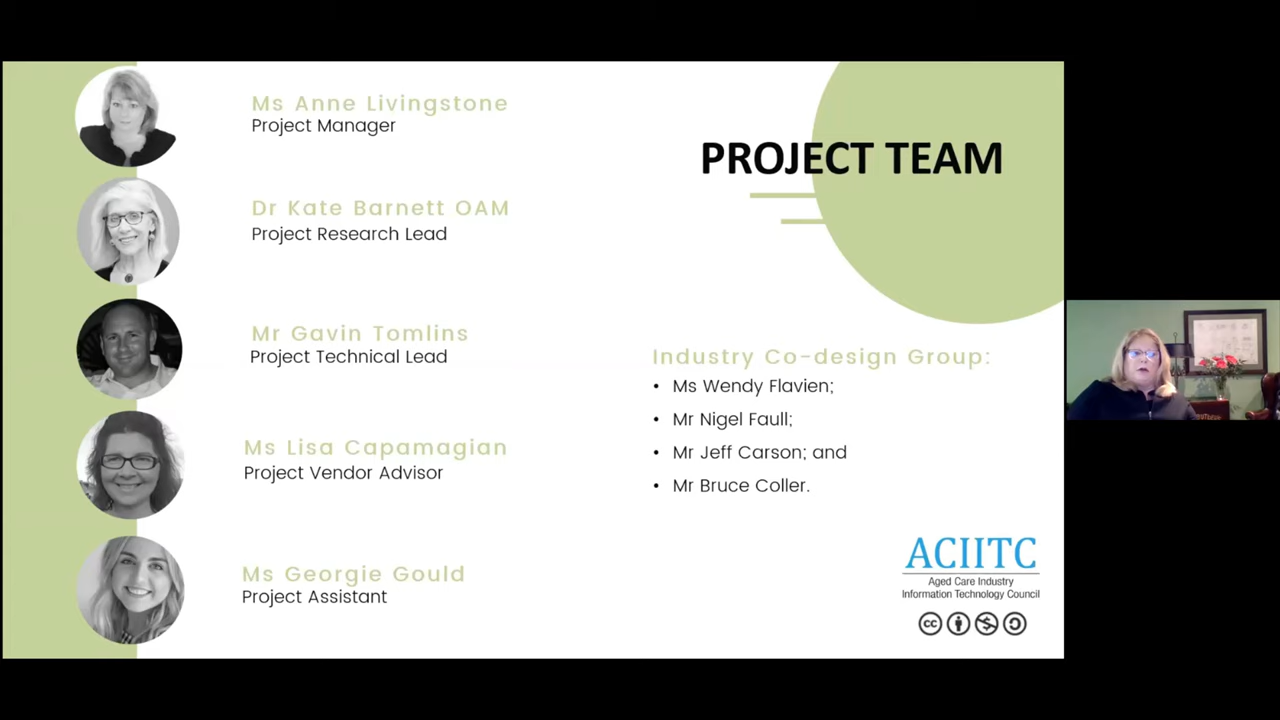 Ms Anne Livingstone
Project Manager
Dr Kate Barnett OAM
Project Research Lead
Mr Gavin Tomlins
Project Technical Lead
Ms Lisa Capamagian
Project Vendor Advisor
Ms Georgie Gould
Project Assistant
PROJECT TEAM
Industry Co-design Group:
• Ms Wendy Flavien;
• Mr Nigel Faull;
• Mr Jeff Carson; and
• Mr Bruce Coller.
ACIITC
Aged Care Industry
Information Technology Council
cc